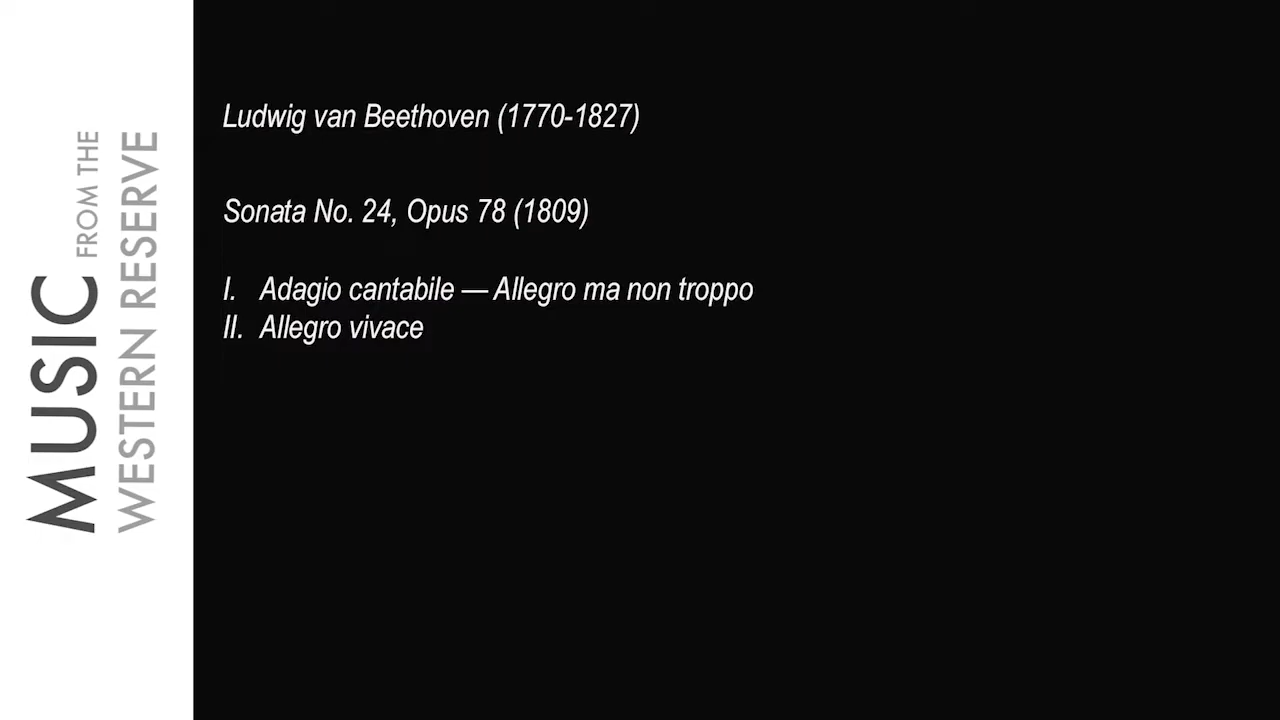 MUSIC FROM THE
WESTERN RESERVE
Ludwig van Beethoven (1770-1827)
Sonata No. 24, Opus 78 (1809)
I. Adagio cantabile — Allegro ma non troppo
II. Allegro vivace